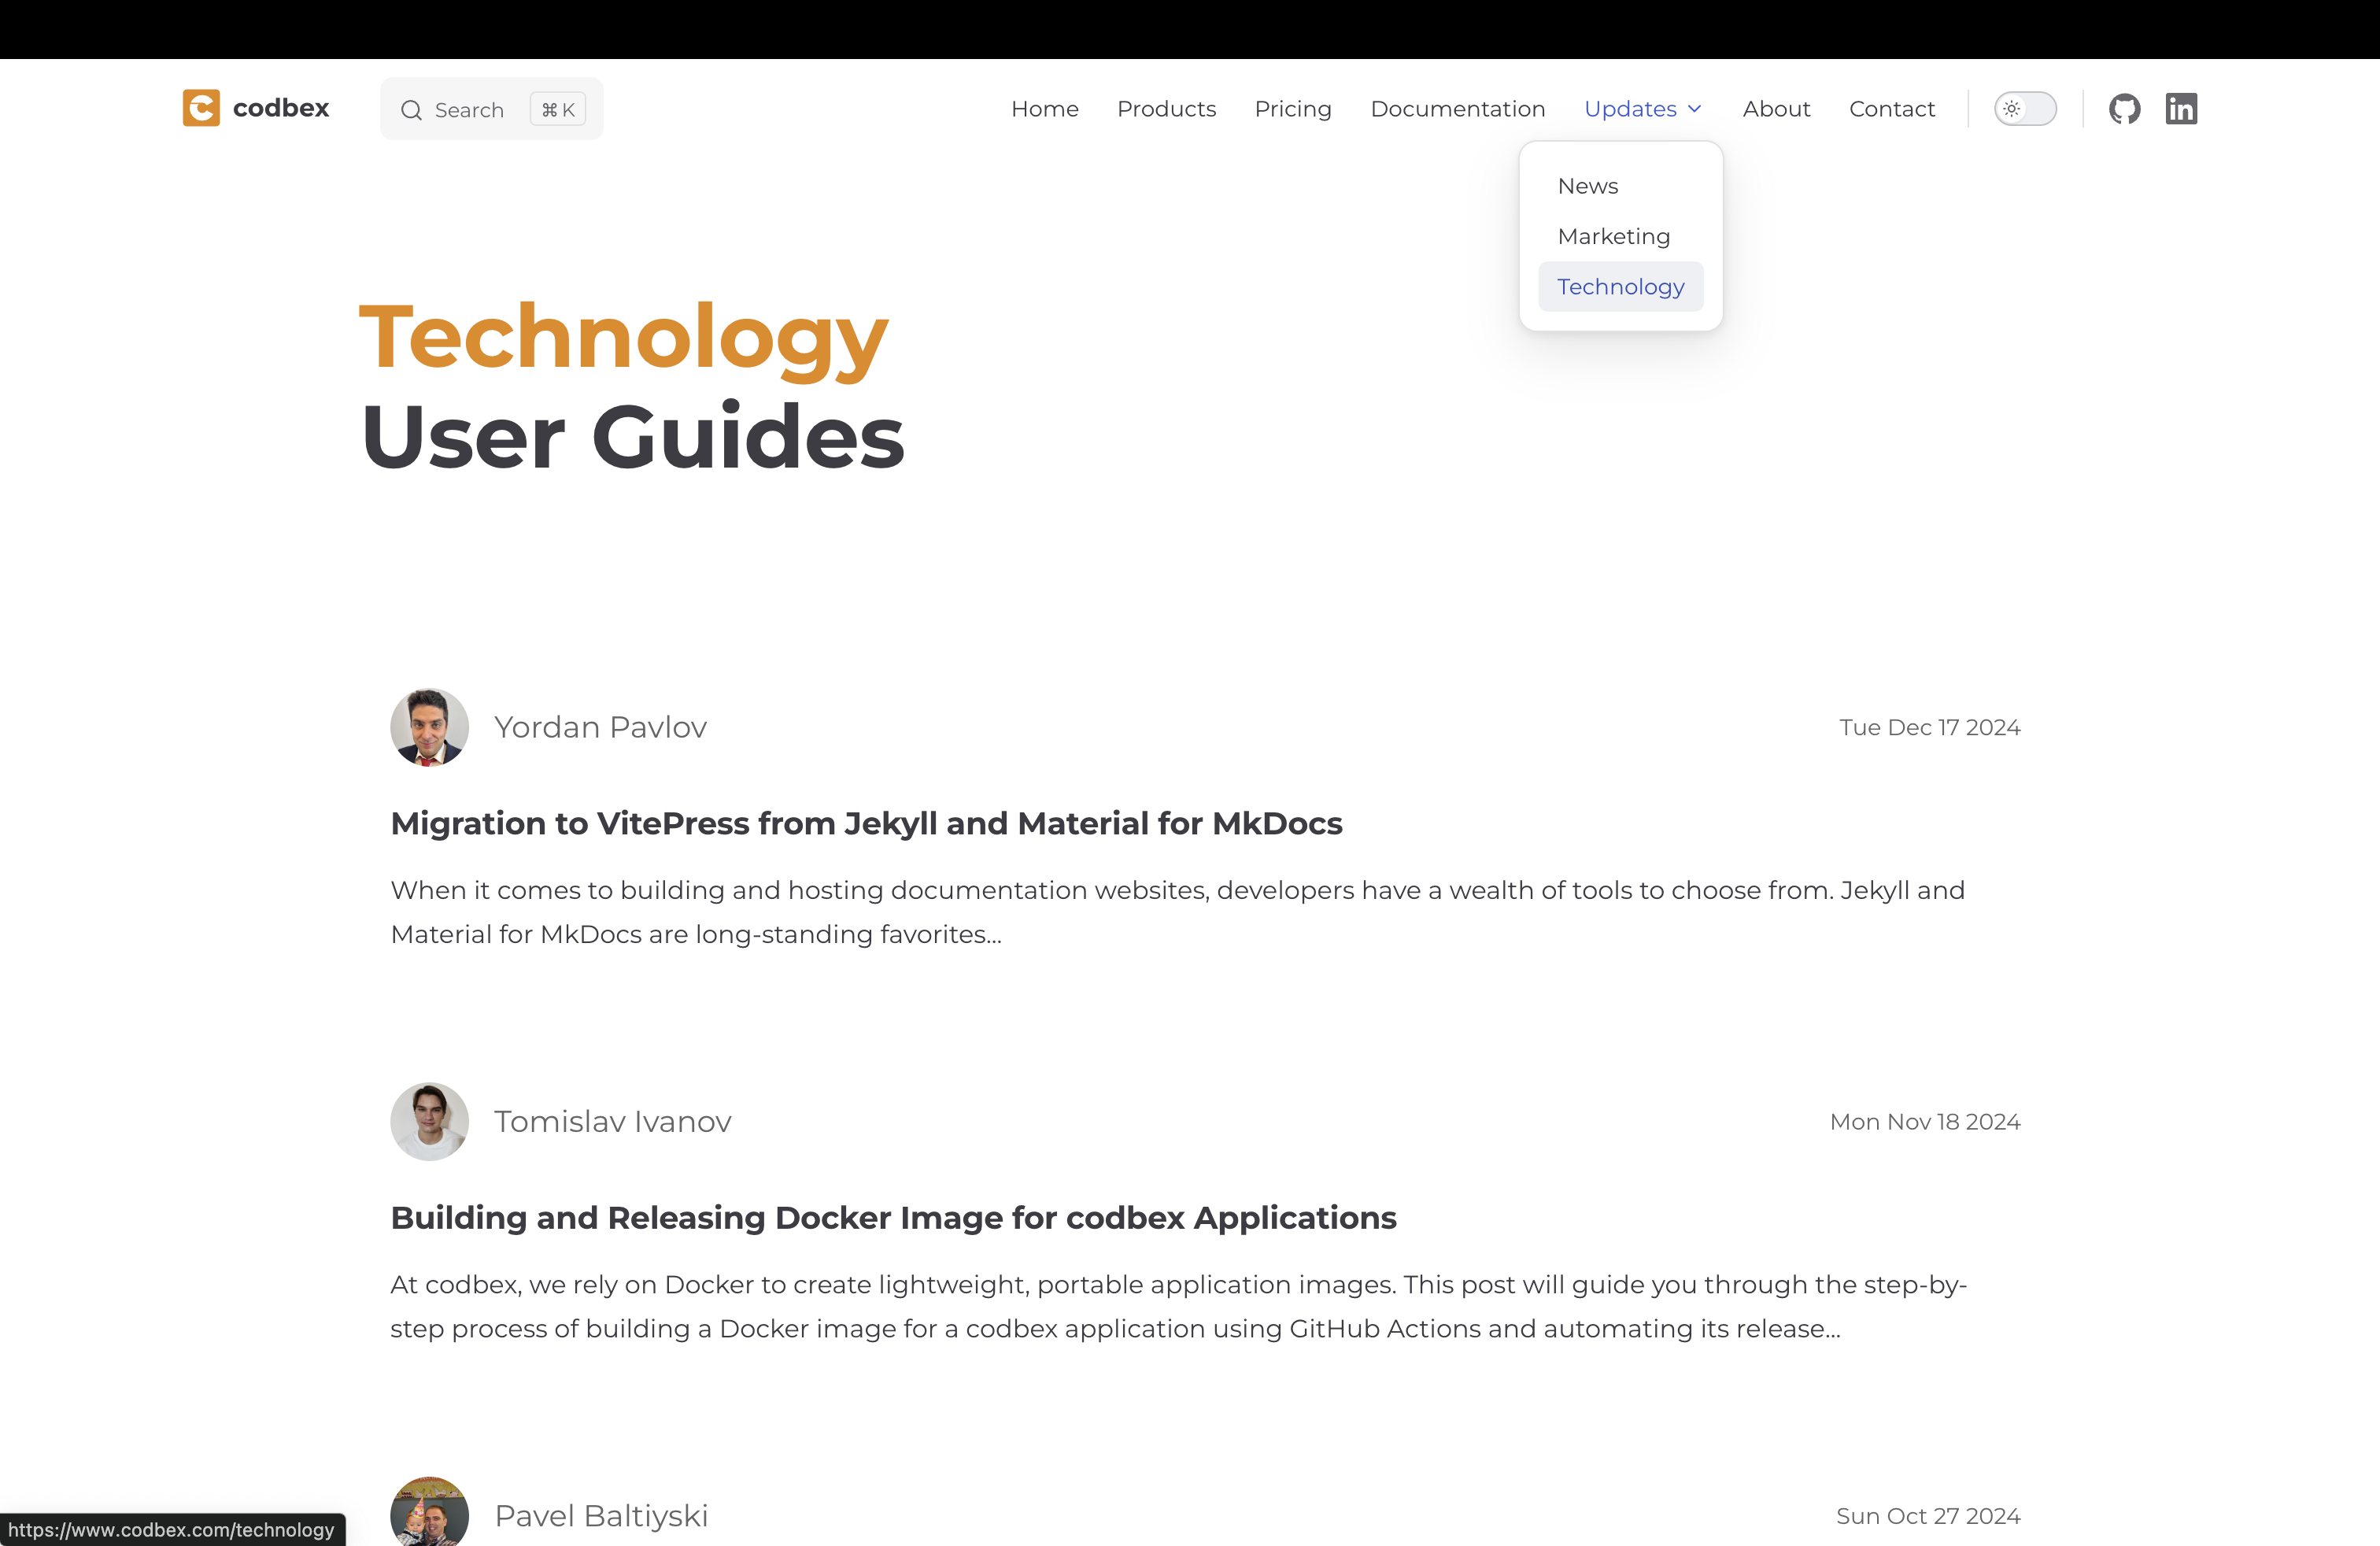 codbex
Search
⌘ K
Home
Products
Pricing
Documentation
Updates
About
Contact
News
Marketing
Technology
Technology
User Guides
Yordan Pavlov
Tue Dec 17 2024
Migration to VitePress from Jekyll and Material for MkDocs
When it comes to building and hosting documentation websites, developers have a wealth of tools to choose from. Jekyll and
Material for MkDocs are long-standing favorites...
Tomislav Ivanov
Mon Nov 18 2024
Building and Releasing Docker Image for codbex Applications
At codbex, we rely on Docker to create lightweight, portable application images. This post will guide you through the step-by-
step process of building a Docker image for a codbex application using GitHub Actions and automating its release...
Pavel Baltiyski
Sun Oct 27 2024
https://www.codbex.com/technology